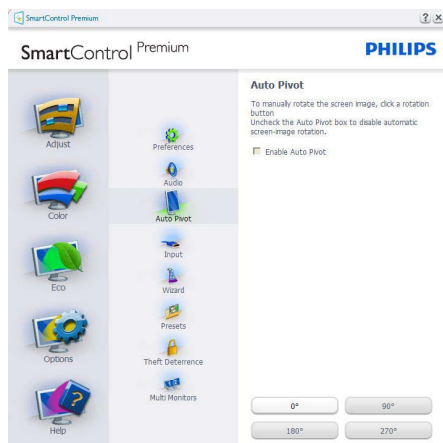 SmartControl Premium
? ×
SmartControl Premium
PHILIPS
Adjust
Color
Eco
Options
Help
Preferences
Audio
Auto Pivot
Input
Wizard
Presets
Theft Deterrence
Multi Monitors
Auto Pivot
To manually rotate the screen image, click a rotation
button
Uncheck the Auto Pivot box to disable automatic
screen-image rotation.
Enable Auto Pivot
0° 90°
180° 270°